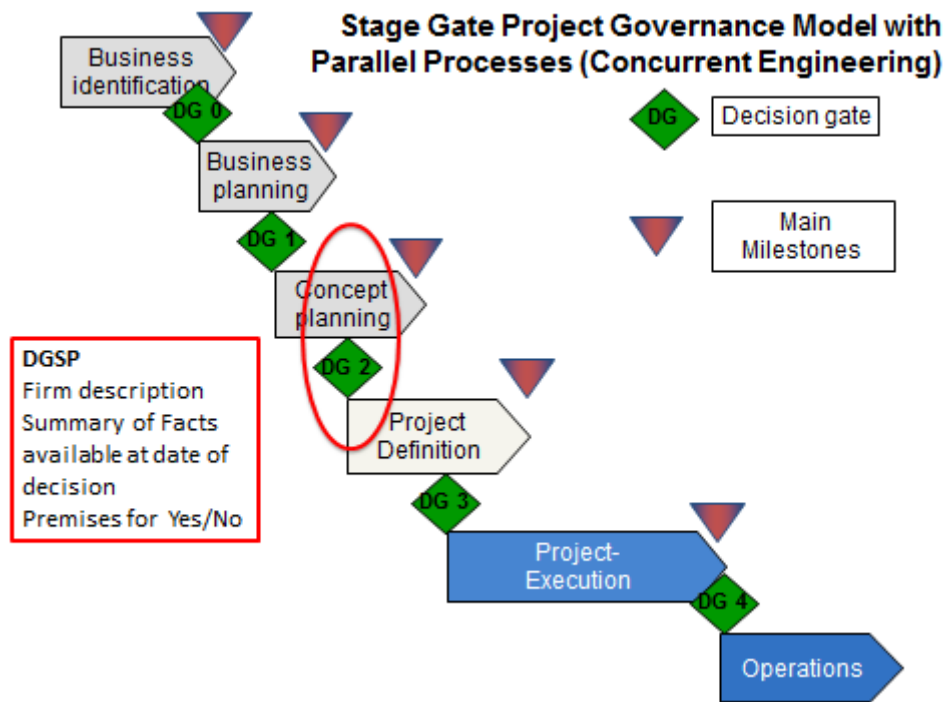 Stage Gate Project Governance Model with
Parallel Processes (Concurrent Engineering)
Business
identification
DG 0
DG
Decision gate
Business
planning
DG 1
Main
Milestones
Concept
planning
DG 2
DGSP
Firm description
Summary of Facts
available at date of
decision
Premises for Yes/No
Project
Definition
DG 3
Project-
Execution
DG 4
Operations